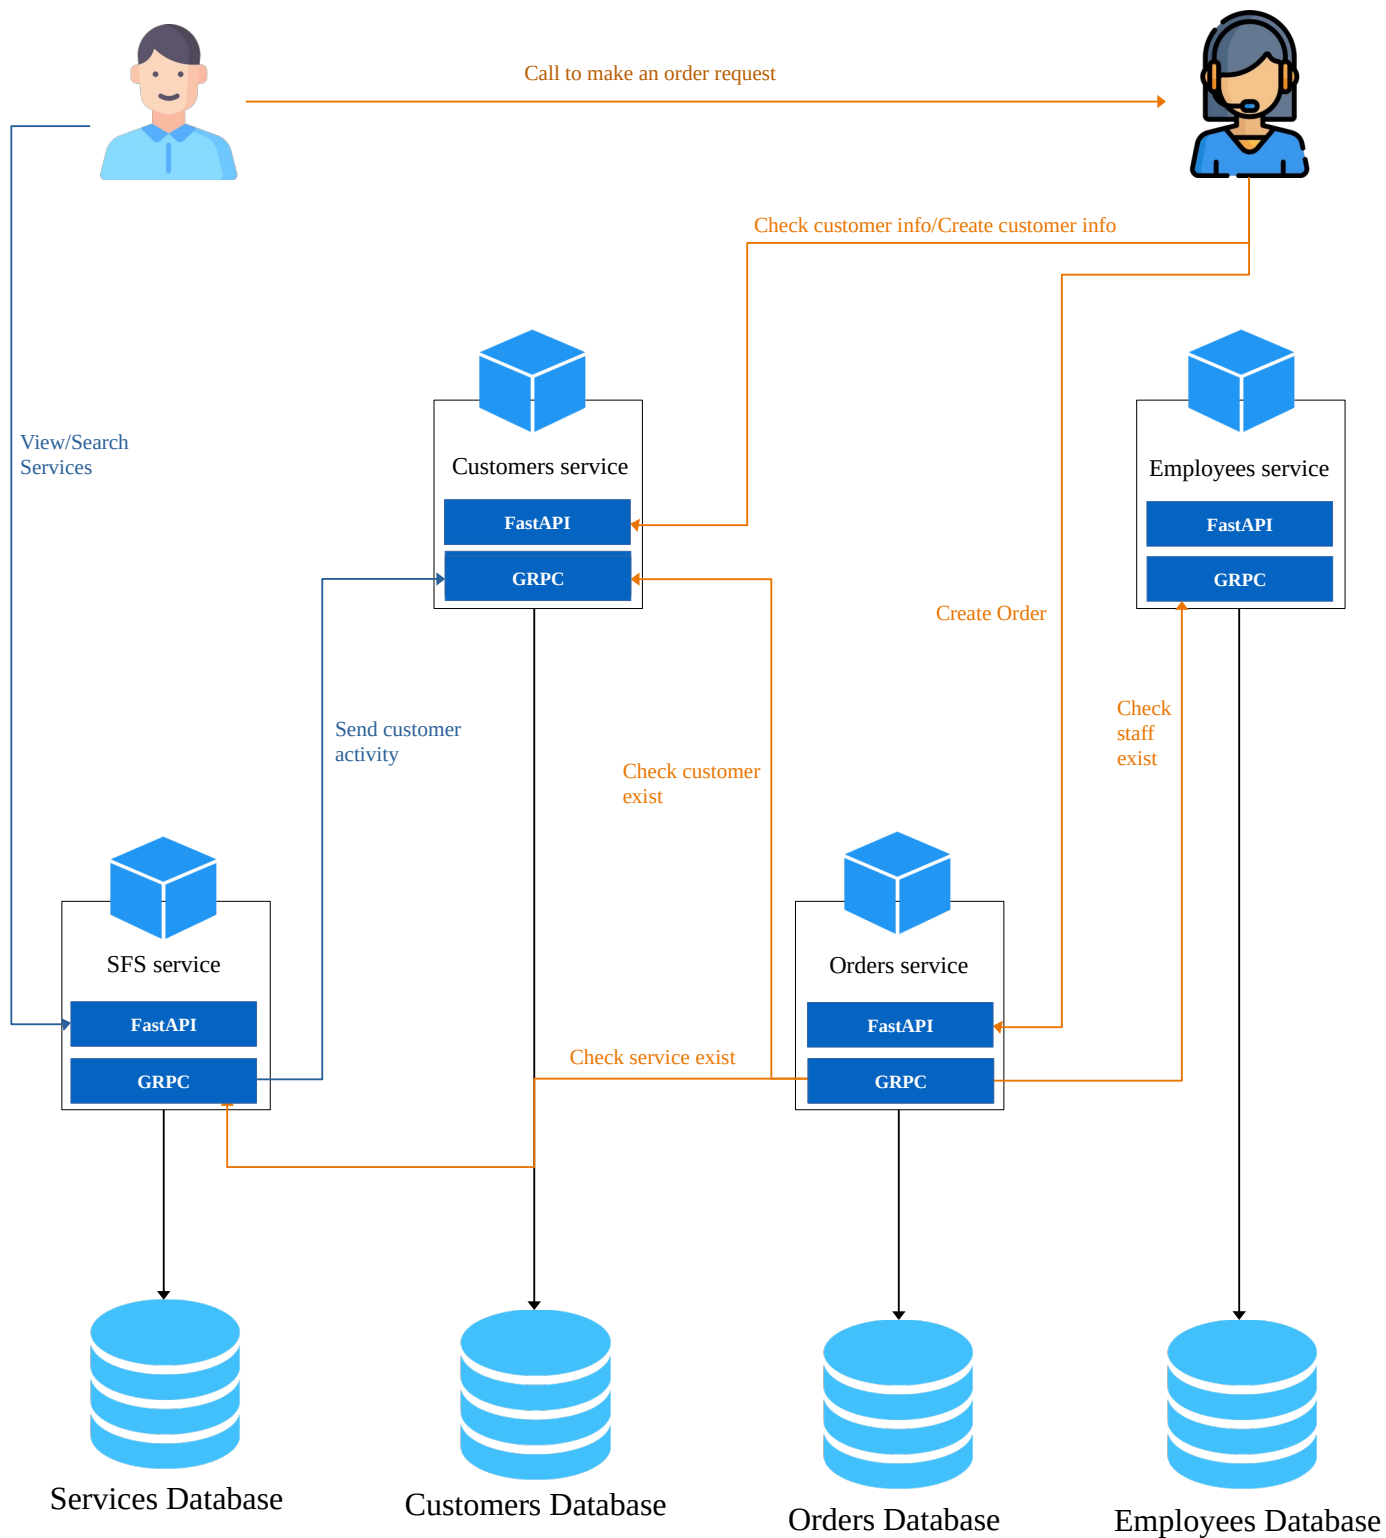 Call to make an order request
Check customer info/Create customer info
View/Search
Services
Customers service
FastAPI
GRPC
Employees service
FastAPI
GRPC
Create Order
Send customer
activity
Check customer
exist
Check
staff
exist
SFS service
FastAPI
GRPC
Orders service
FastAPI
GRPC
Check service exist
Services Database
Customers Database
Orders Database
Employees Database